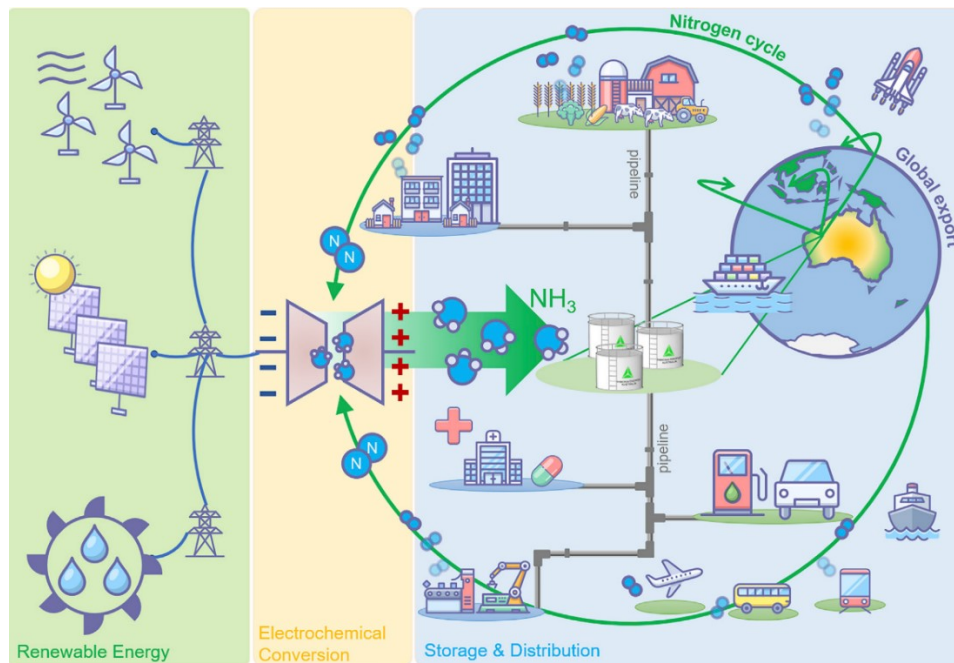 Nitrogen cycle
pipeline
Global export
N
N
NH3
− +
− +
− +
− +
N
N
pipeline
Renewable Energy
Electrochemical
Conversion
Storage & Distribution